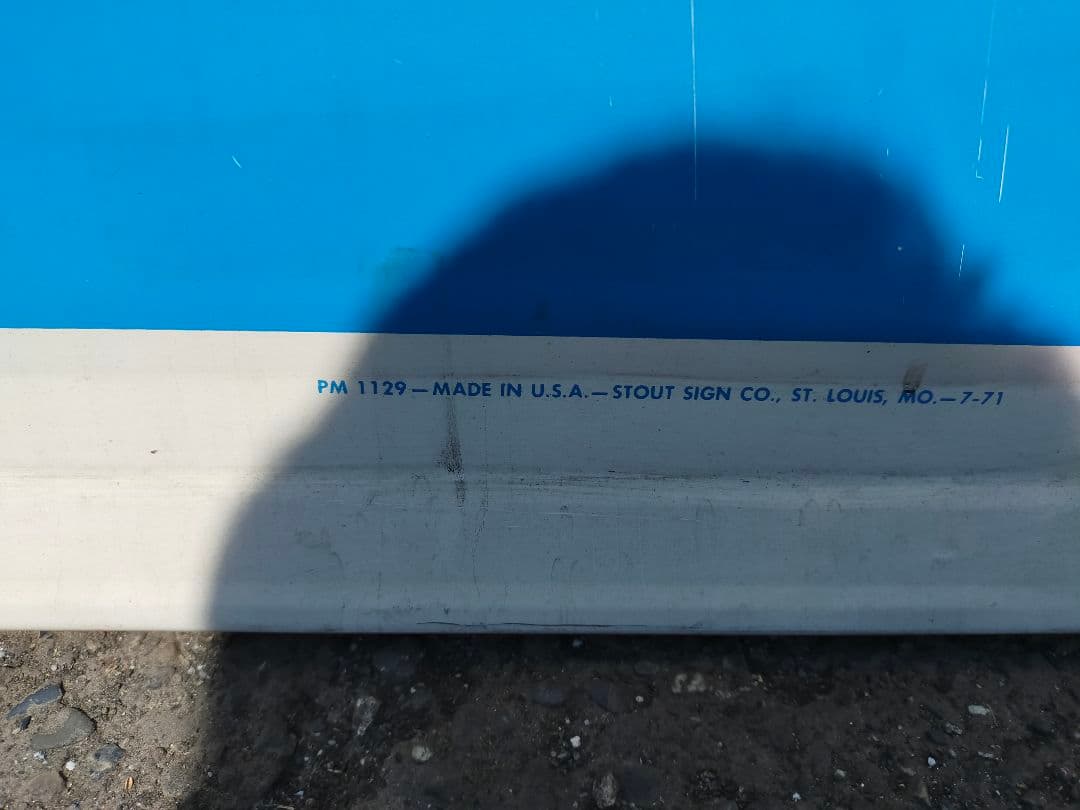 PM 1129—MADE IN U.S.A.—STOUT SIGN CO., ST. LOUIS, MO.—7-71